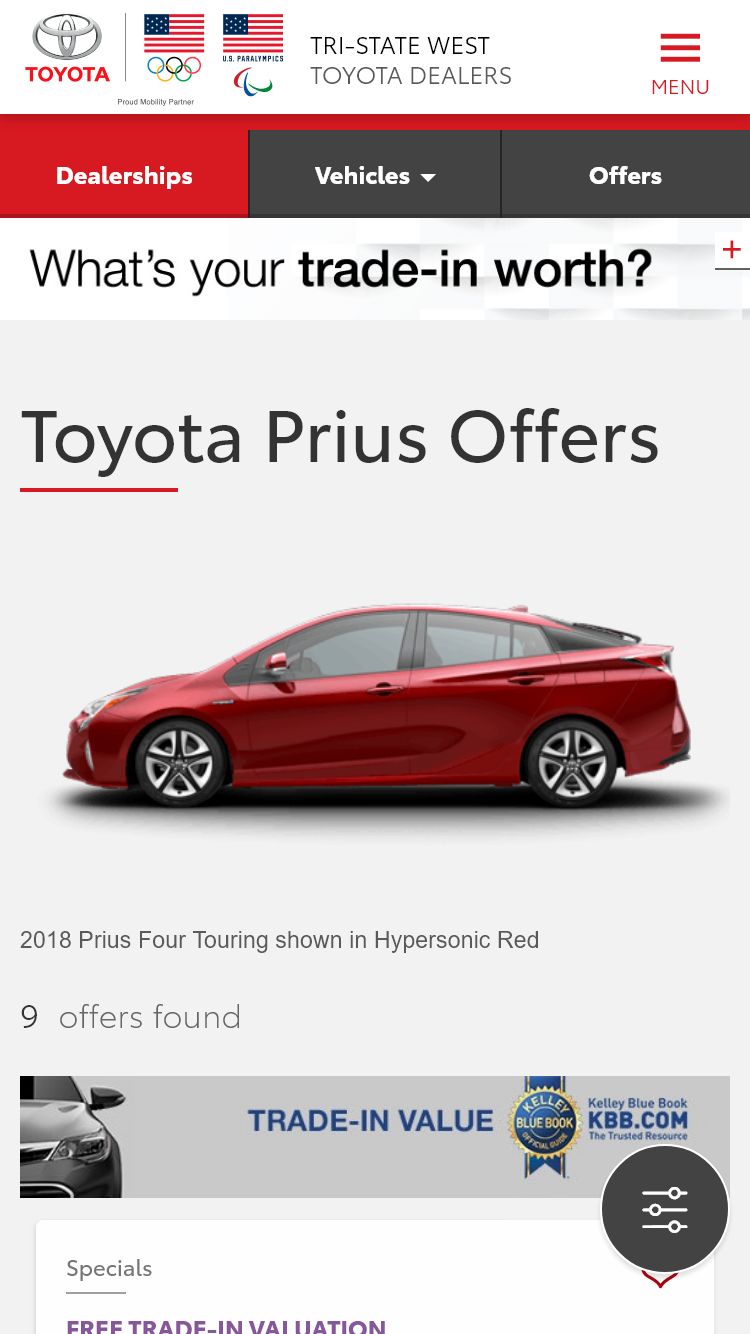 TOYOTA
U.S. PARALYMPICS
Proud Mobility Partner
TRI-STATE WEST
TOYOTA DEALERS
MENU
Dealerships
Vehicles
Offers
What's your trade-in worth?
+
Toyota Prius Offers
2018 Prius Four Touring shown in Hypersonic Red
9 offers found
TRADE-IN VALUE
KELLEY
BLUE BOOK
OFFICIAL GUIDE
Kelley Blue Book
KBB.COM
The Trusted Resource
Specials
FREE TRADE-IN VALUATION